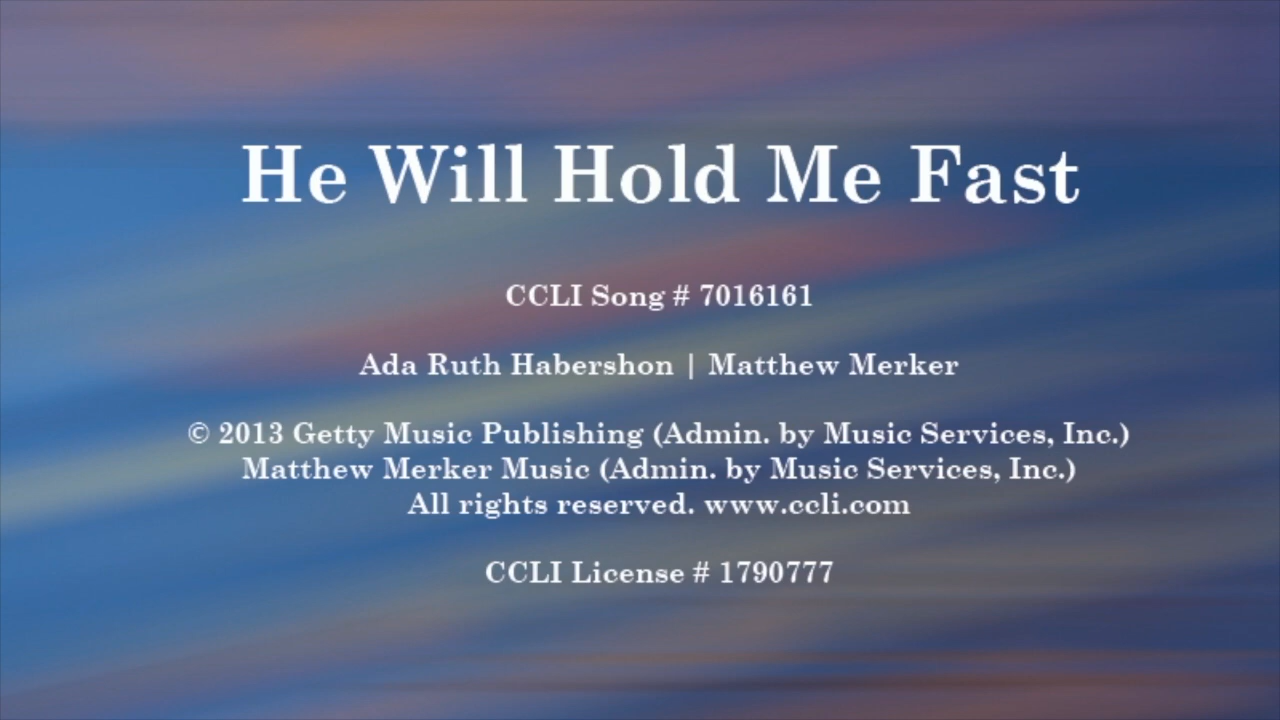 He Will Hold Me Fast
CCLI Song # 7016161
Ada Ruth Habershon | Matthew Merker
© 2013 Getty Music Publishing (Admin. by Music Services, Inc.)
Matthew Merker Music (Admin. by Music Services, Inc.)
All rights reserved. www.ccli.com
CCLI License # 1790777